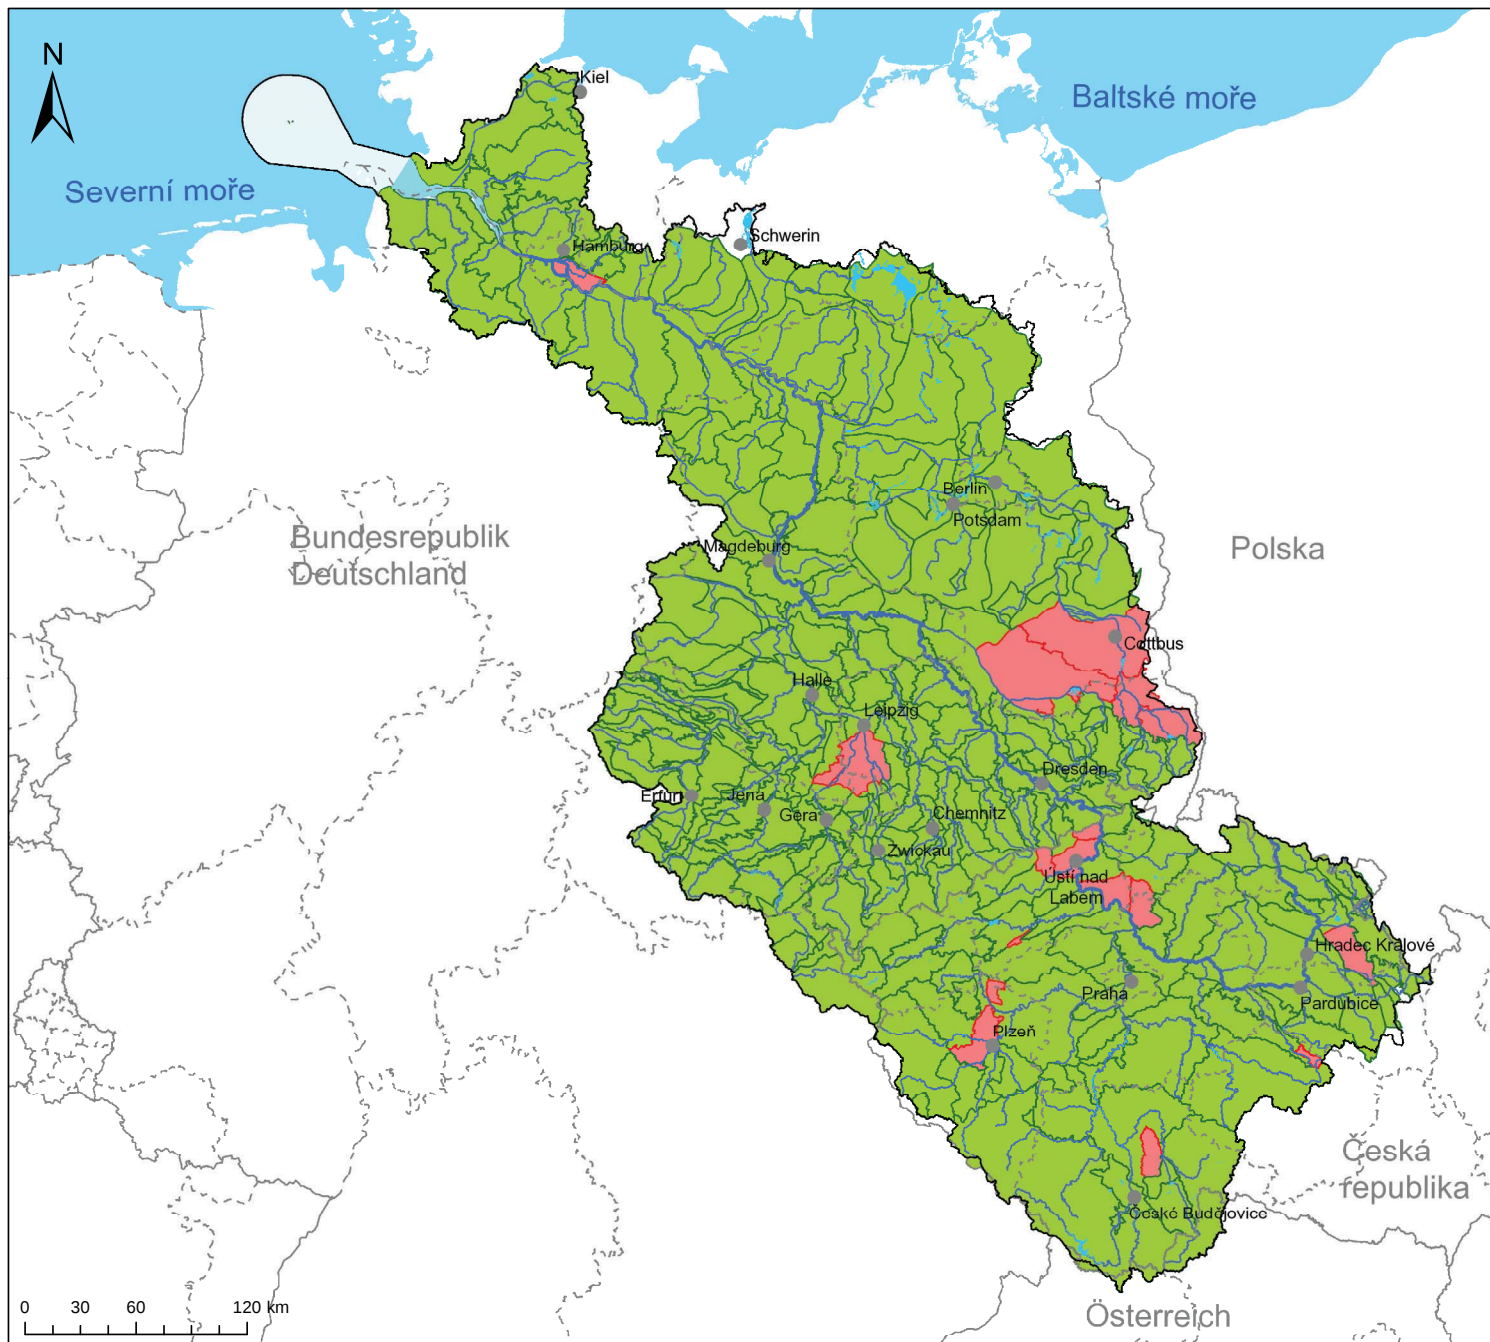 N
Kiel
Baltské moře
Severní moře
Schwerin
Hamburg
Berlin
Potsdam
Bundesrepublik
Deutschland
Magdeburg
Polska
Cottbus
Halle
Leipzig
Dresden
Erfurt
Jena
Gera
Chemnitz
Zwickau
Ústí nad
Labem
Hradec Králové
Praha
Pardubice
Plzeň
Česká
republika
České Budějovice
0 30 60 120 km
Österreich